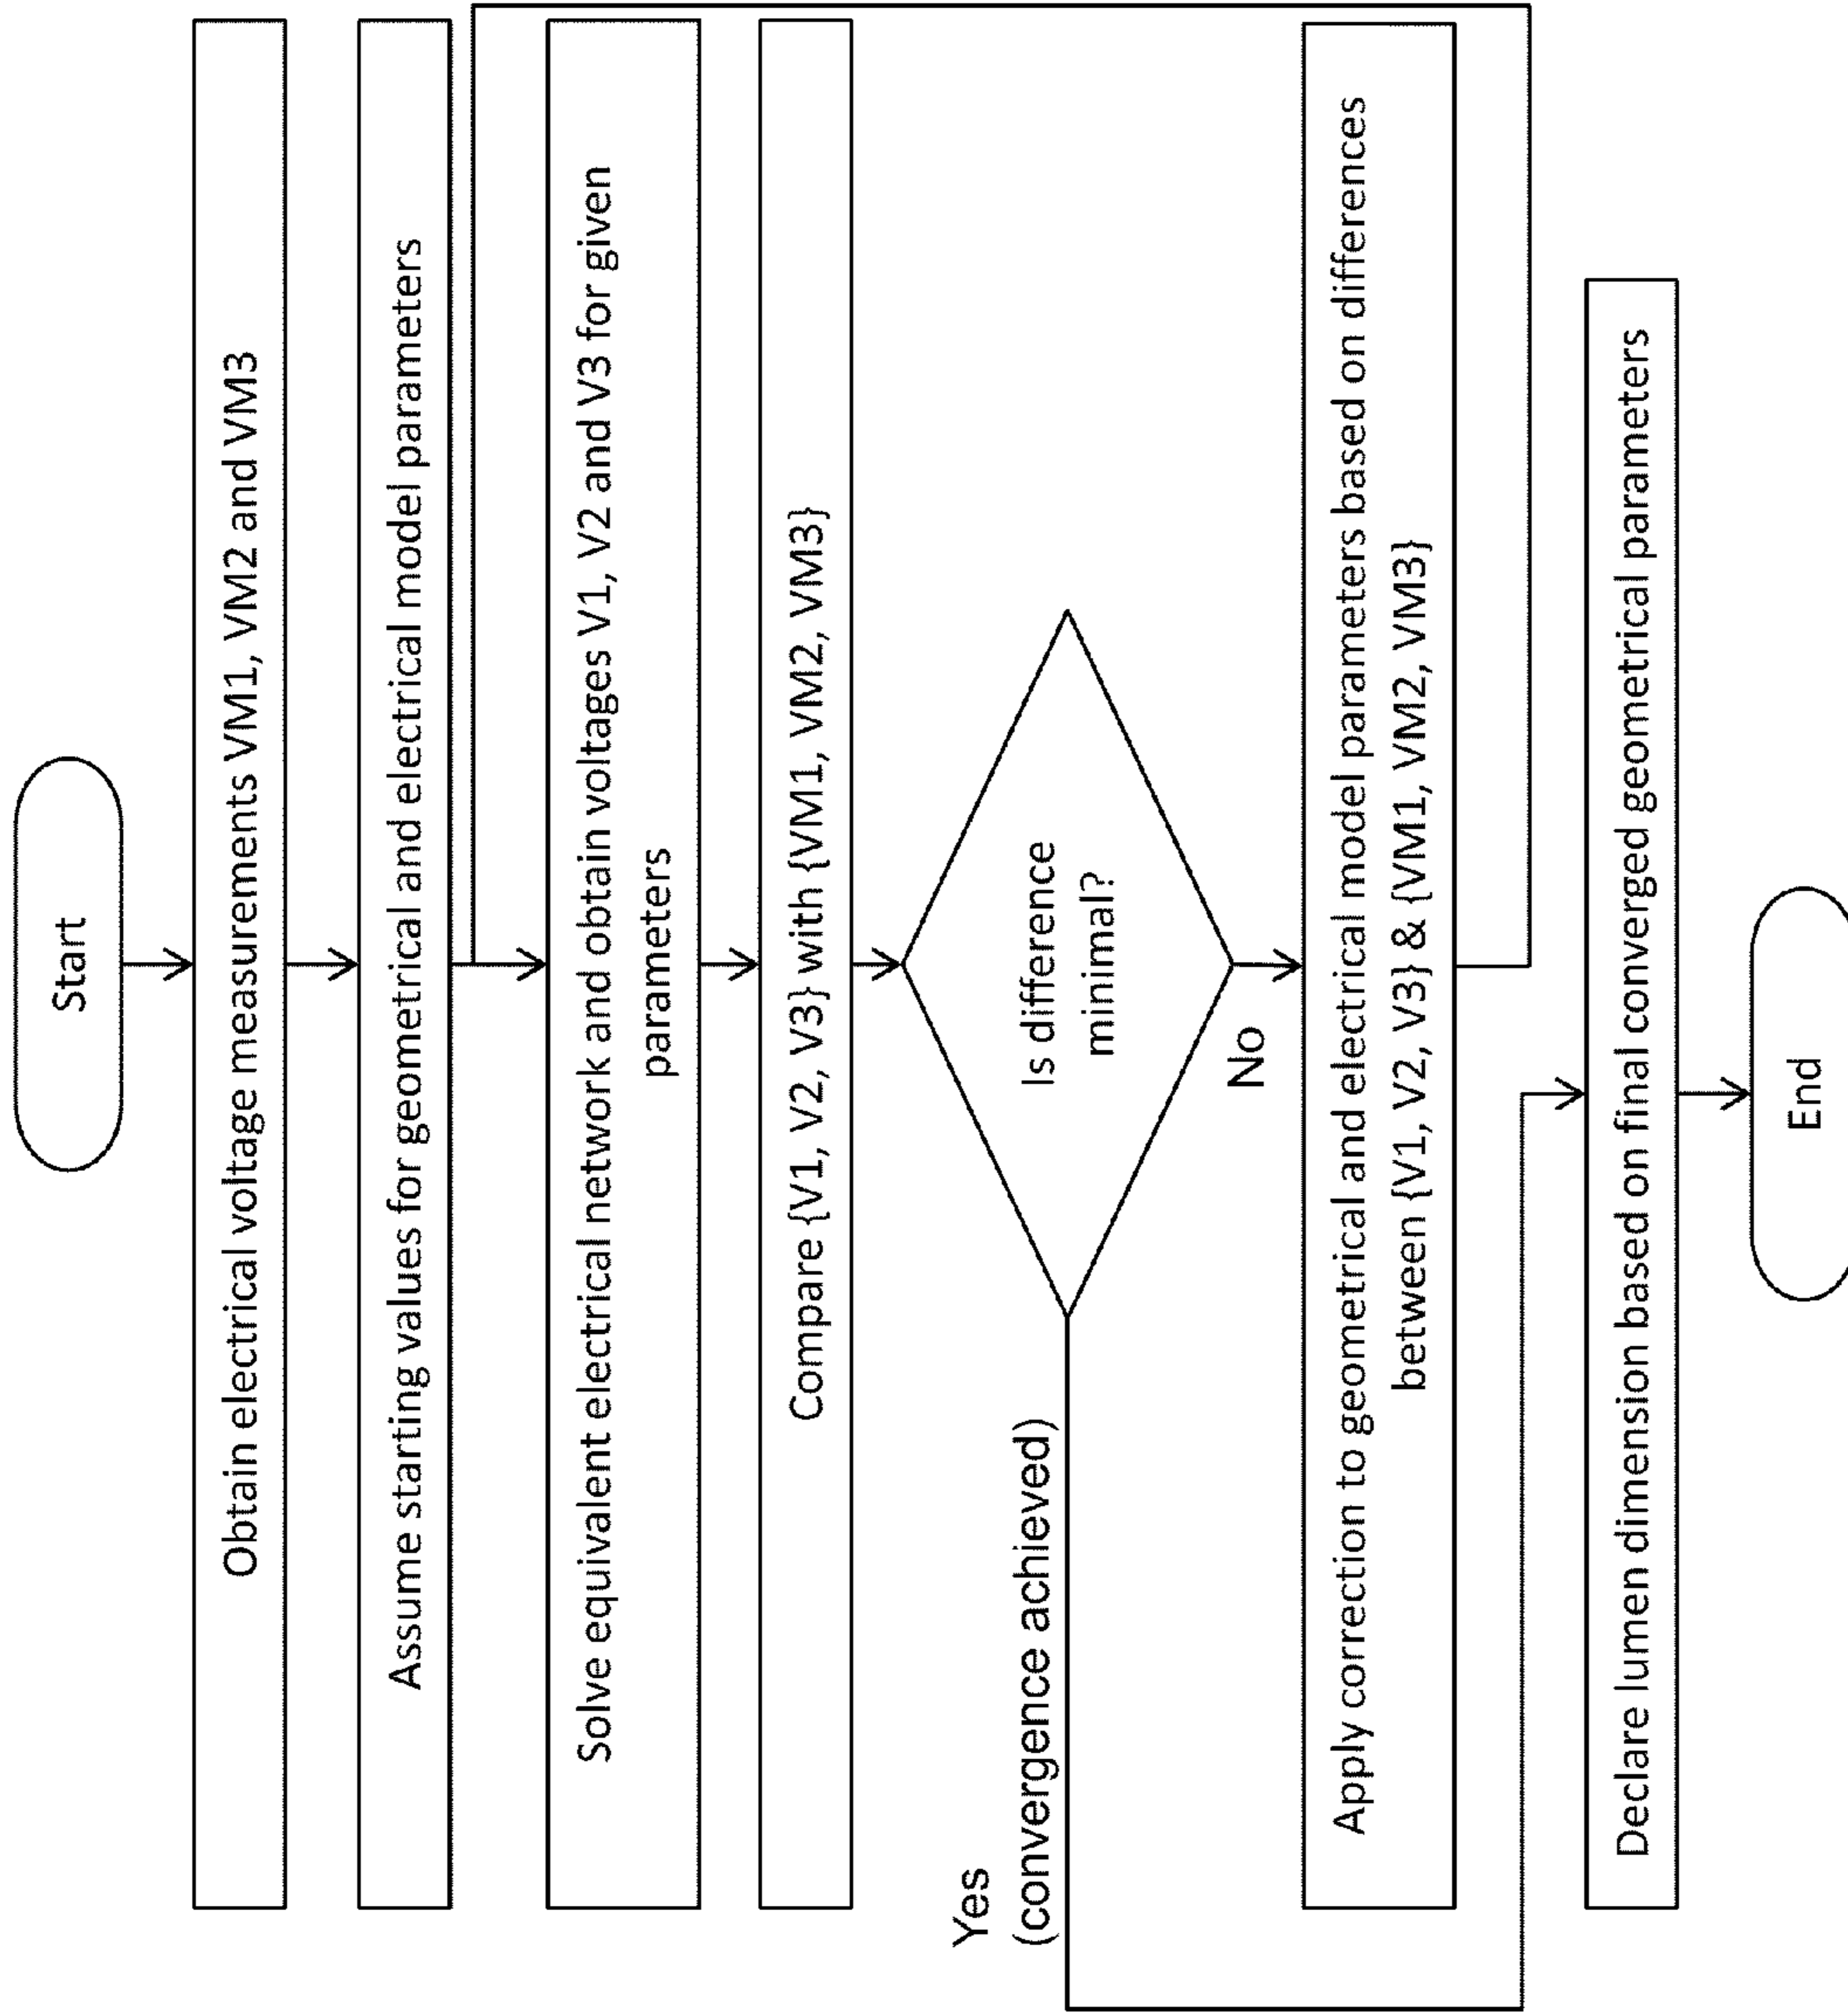 Start
Obtain electrical voltage measurements VM1, VM2 and VM3
Assume starting values for geometrical and electrical model parameters
Solve equivalent electrical network and obtain voltages V1, V2 and V3 for given
parameters
Compare {V1, V2, V3} with {VM1, VM2, VM3}
Is difference
minimal?
Yes
(convergence achieved)
No
Apply correction to geometrical and electrical model parameters based on differences
between {V1, V2, V3} & {VM1, VM2, VM3}
Declare lumen dimension based on final converged geometrical parameters
End